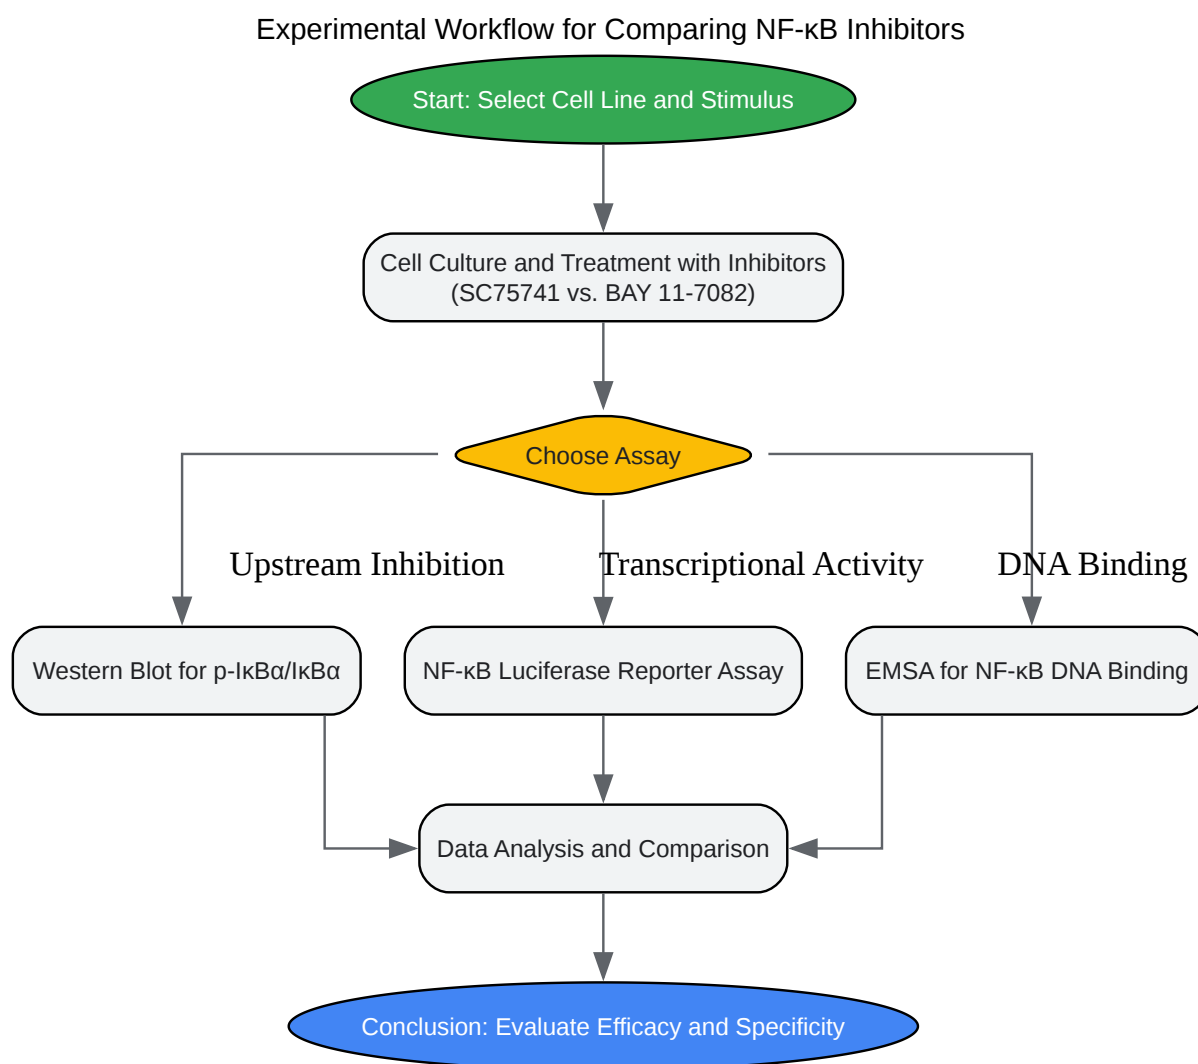 Experimental Workflow for Comparing NF-κB Inhibitors
Start: Select Cell Line and Stimulus
Cell Culture and Treatment with Inhibitors
(SC75741 vs. BAY 11-7082)
Choose Assay
Upstream Inhibition
Transcriptional Activity
DNA Binding
Western Blot for p-IκBα/IκBα
NF-κB Luciferase Reporter Assay
EMSA for NF-κB DNA Binding
Data Analysis and Comparison
Conclusion: Evaluate Efficacy and Specificity